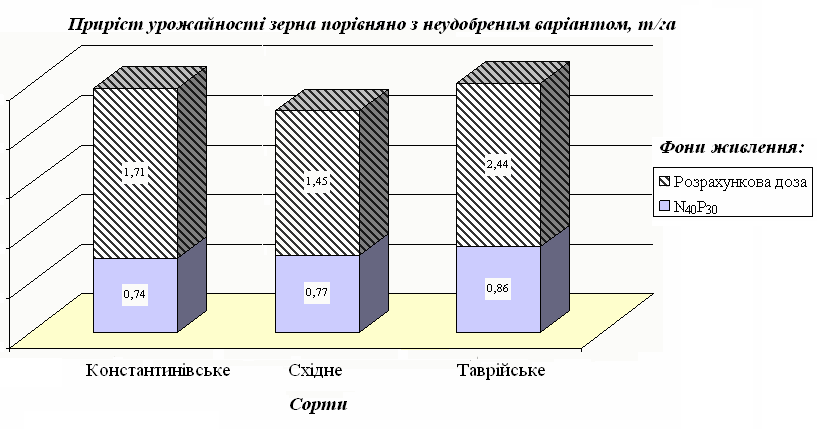 Приріст урожайності зерна порівняно з неудобреним варіантом, т/га
1,71
1,45
2,44
0,74
0,77
0,86
Фони живлення:
Розрахункова доза
N40P30
Константинівське
Східне
Таврійське
Сорти